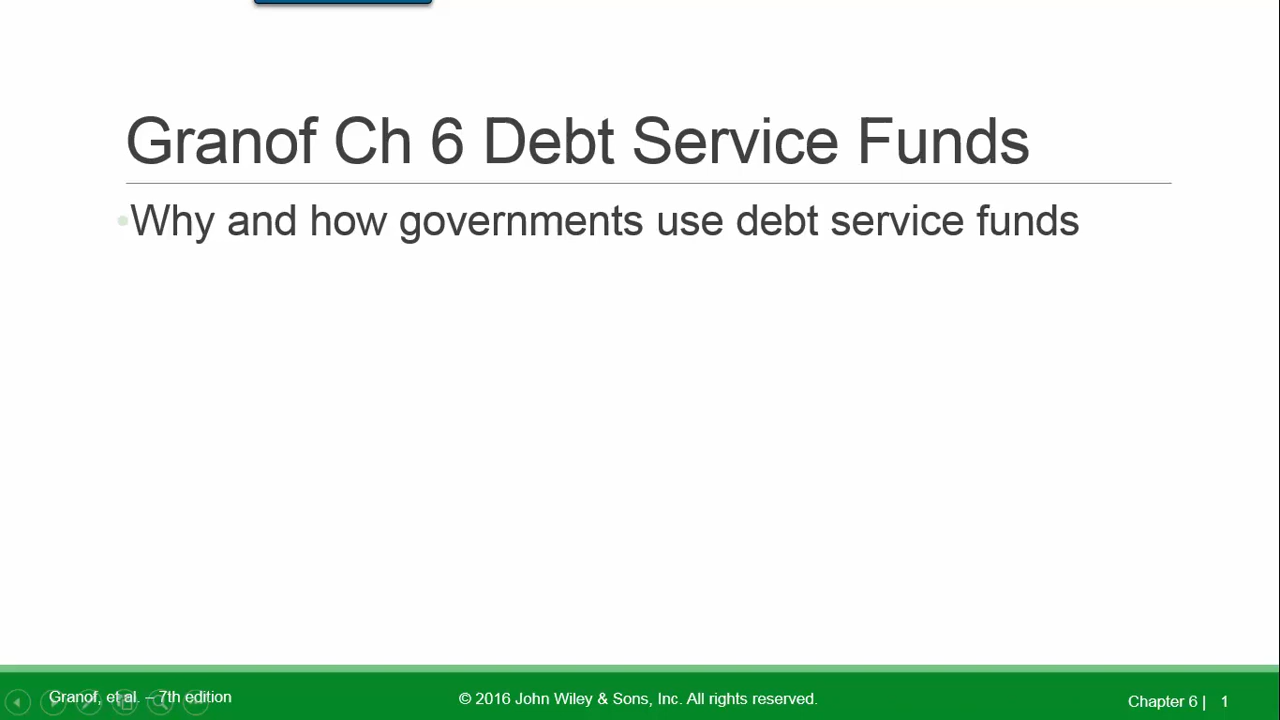 Granof Ch 6 Debt Service Funds
•Why and how governments use debt service funds
Granof, et al. – 7th edition
© 2016 John Wiley & Sons, Inc. All rights reserved.
Chapter 6 | 1